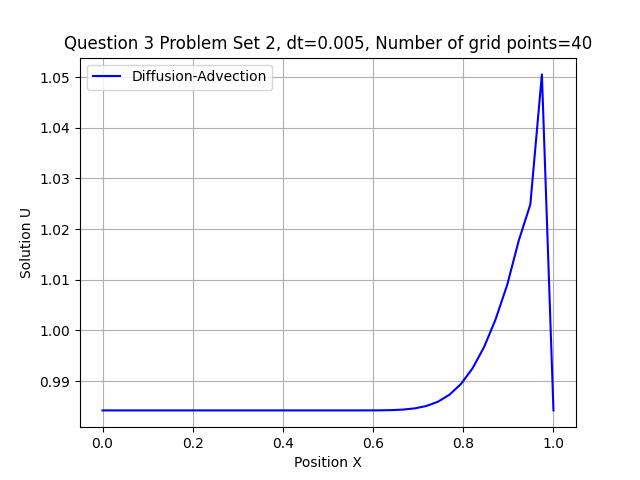 Question 3 Problem Set 2, dt=0.005, Number of grid points=40
Diffusion-Advection
Solution U
1.05
1.04
1.03
1.02
1.01
1.00
0.99
0.0 0.2 0.4 0.6 0.8 1.0
Position X